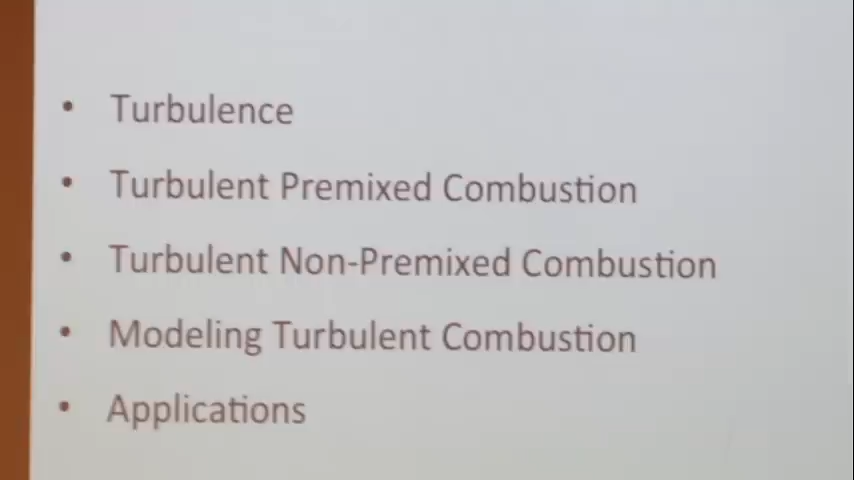 • Turbulence
• Turbulent Premixed Combustion
• Turbulent Non-Premixed Combustion
• Modeling Turbulent Combustion
• Applications